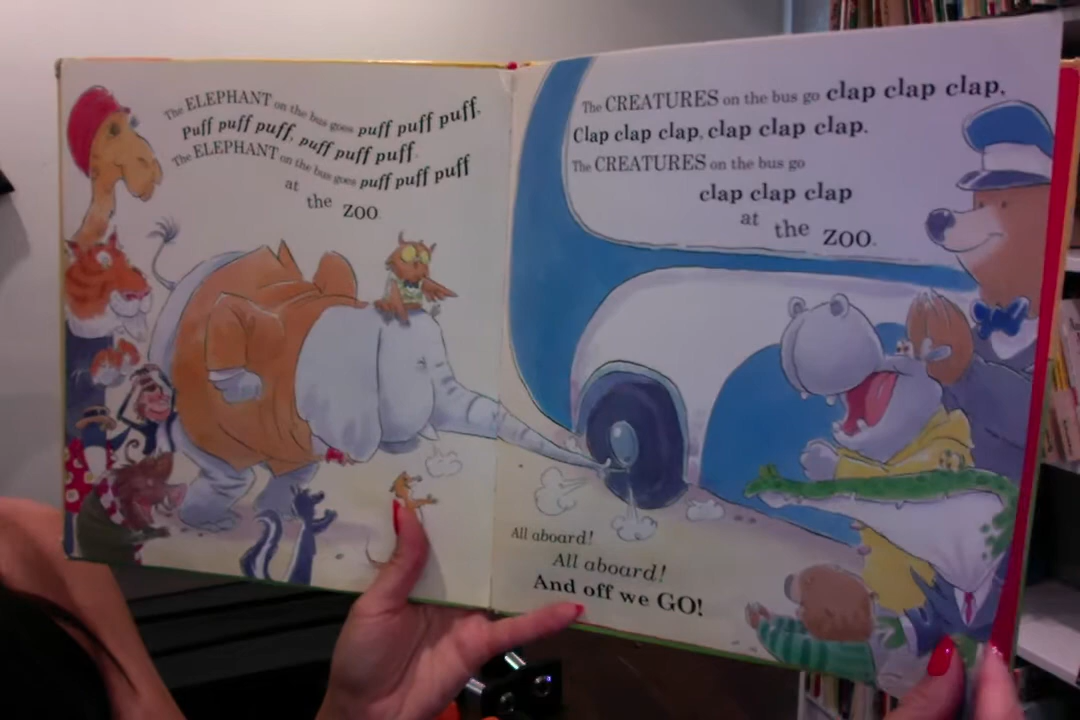 The ELEPHANT on the bus goes puff puff puff,
Puff puff puff, puff puff puff.
The ELEPHANT on the bus goes puff puff puff
at
the
ZOO.
The CREATURES on the bus go clap clap clap,
Clap clap clap, clap clap clap.
The CREATURES on the bus go
clap clap clap
at
the
ZOO.
All aboard!
All aboard!
And off we GO!